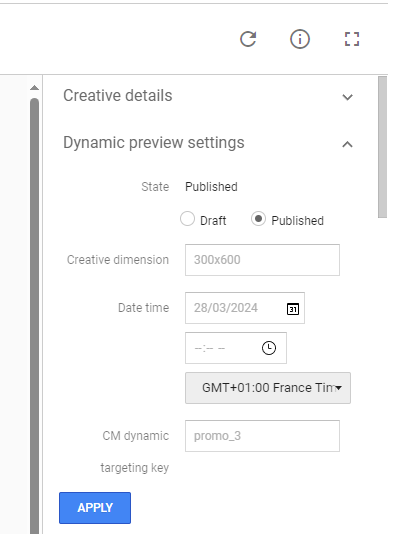 Creative details
Dynamic preview settings
State Published
Draft Published
Creative dimension 300x600
Date time 28/03/2024 31
--:-- --
GMT+01:00 France Tim
CM dynamic promo_3
targeting key
APPLY